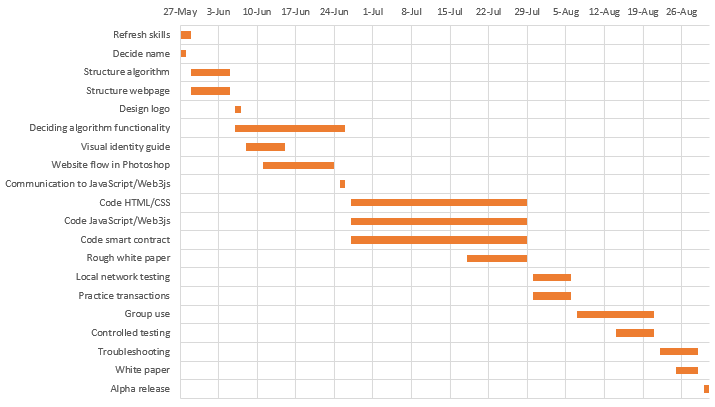 27-May 3-Jun 10-Jun 17-Jun 24-Jun 1-Jul 8-Jul 15-Jul 22-Jul 29-Jul 5-Aug 12-Aug 19-Aug 26-Aug
Refresh skills
Decide name
Structure algorithm
Structure webpage
Design logo
Deciding algorithm functionality
Visual identity guide
Website flow in Photoshop
Communication to JavaScript/Web3js
Code HTML/CSS
Code JavaScript/Web3js
Code smart contract
Rough white paper
Local network testing
Practice transactions
Group use
Controlled testing
Troubleshooting
White paper
Alpha release